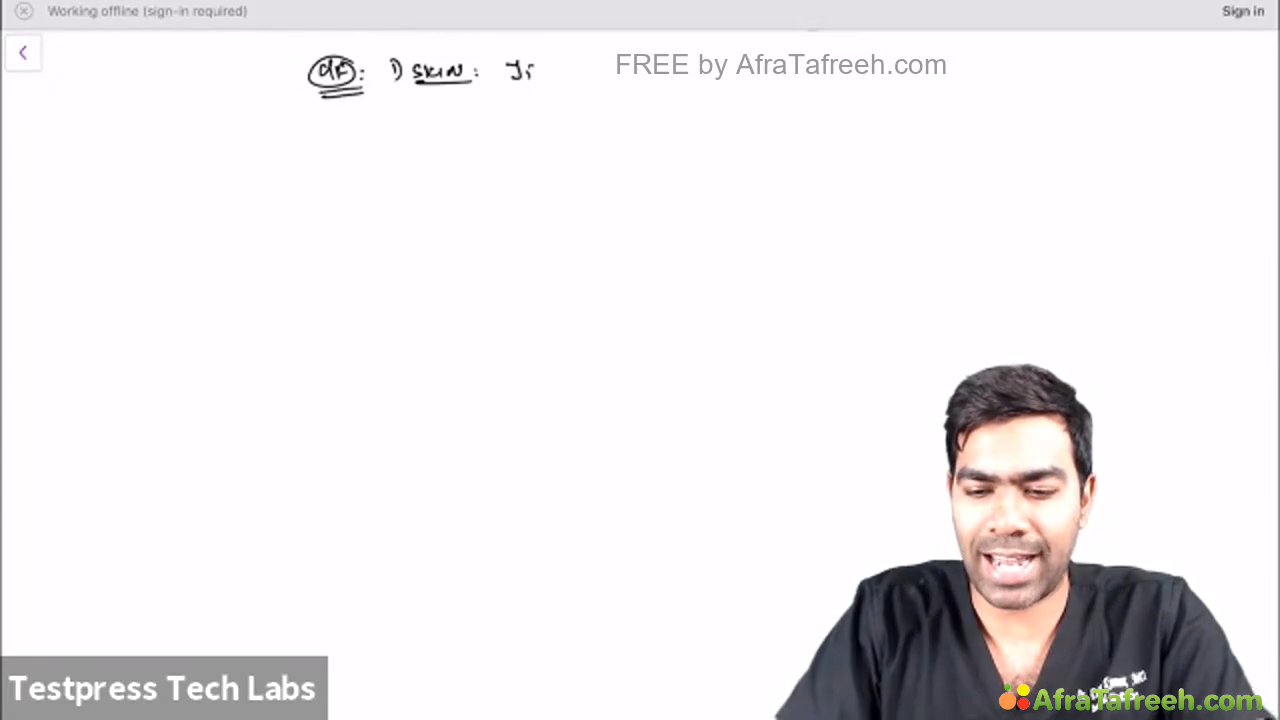 Working offline (sign-in required)
Sign in
1) SKIN :
FREE by AfraTafreeh.com
Testpress Tech Labs
AfraTafreeh.com